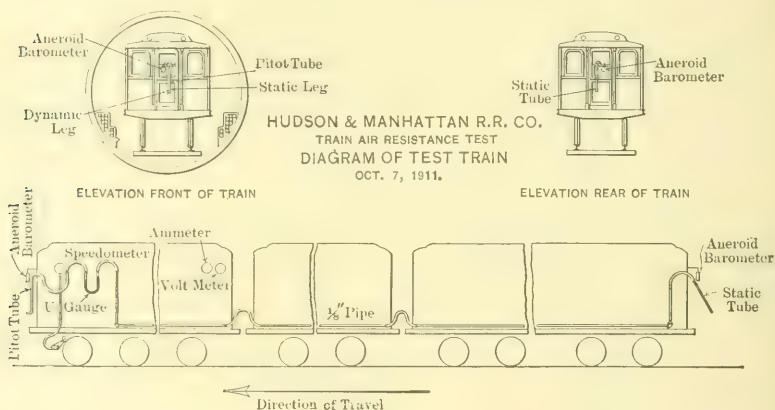 Aneroid
Barometer
Pitot Tube
Static Leg
Dynamic
Leg
Aneroid
Barometer
Static
Tube
HUDSON & MANHATTAN R.R. CO.
TRAIN AIR RESISTANCE TEST
DIAGRAM OF TEST TRAIN
OCT. 7, 1911.
ELEVATION FRONT OF TRAIN
ELEVATION REAR OF TRAIN
Aneroid
Barometer
Speedometer
Ammeter
Volt Meter
U Gauge
Pitot Tube
⅛" Pipe
Aneroid
Barometer
Static
Tube
Direction of Travel